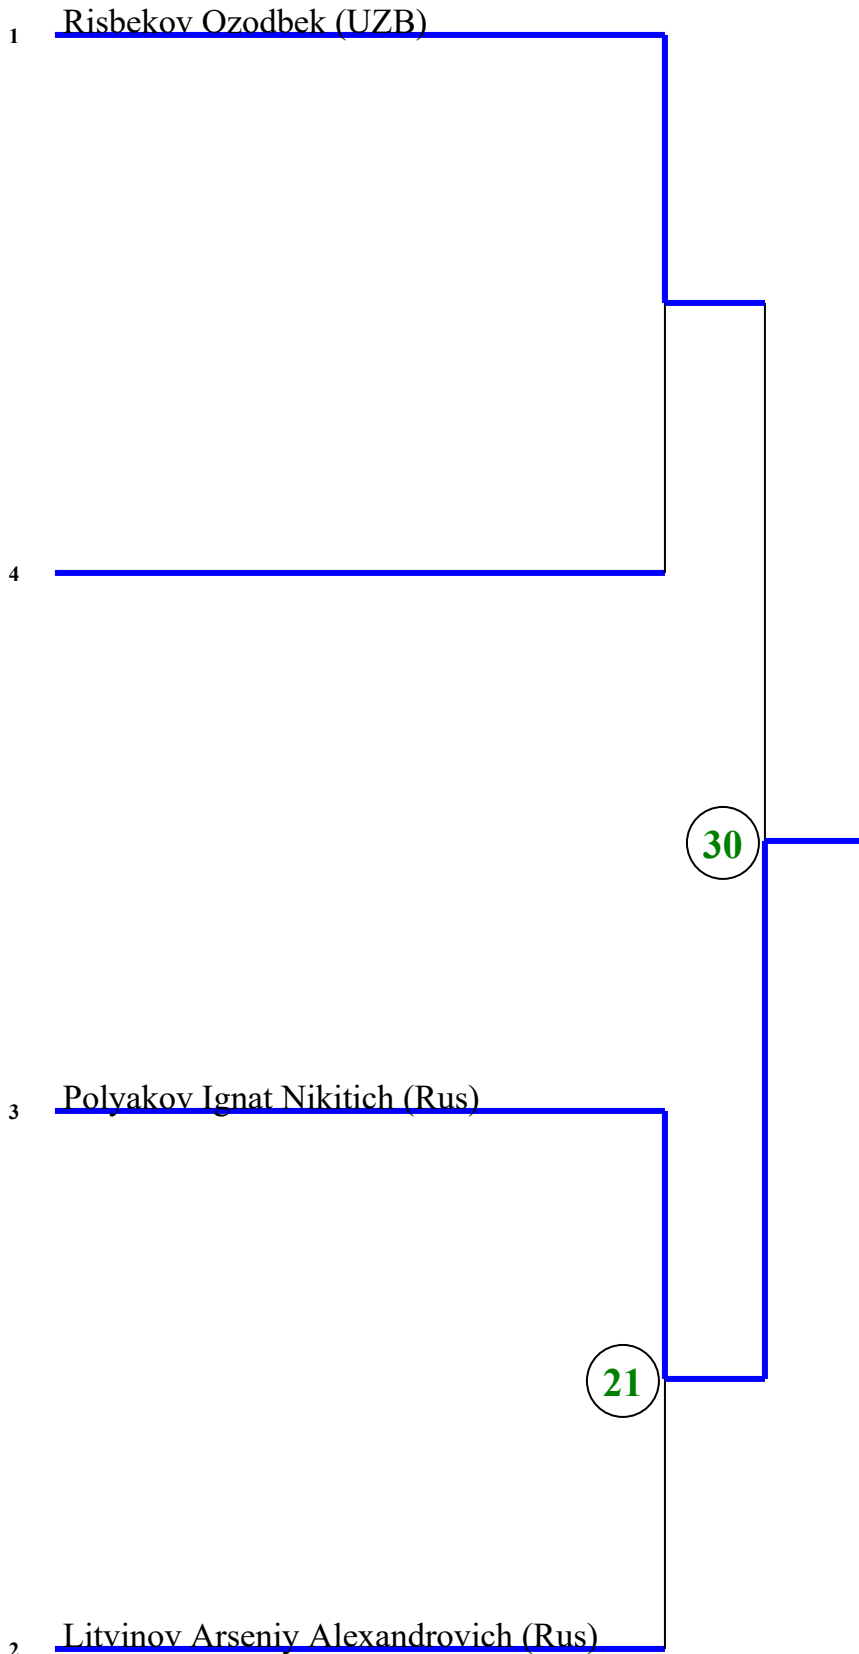 1 Risbekov Ozodbek (UZB)
4
30
3 Polyakov Ignat Nikitich (Rus)
21
2 Litvinov Arseniy Alexandrovich (Rus)